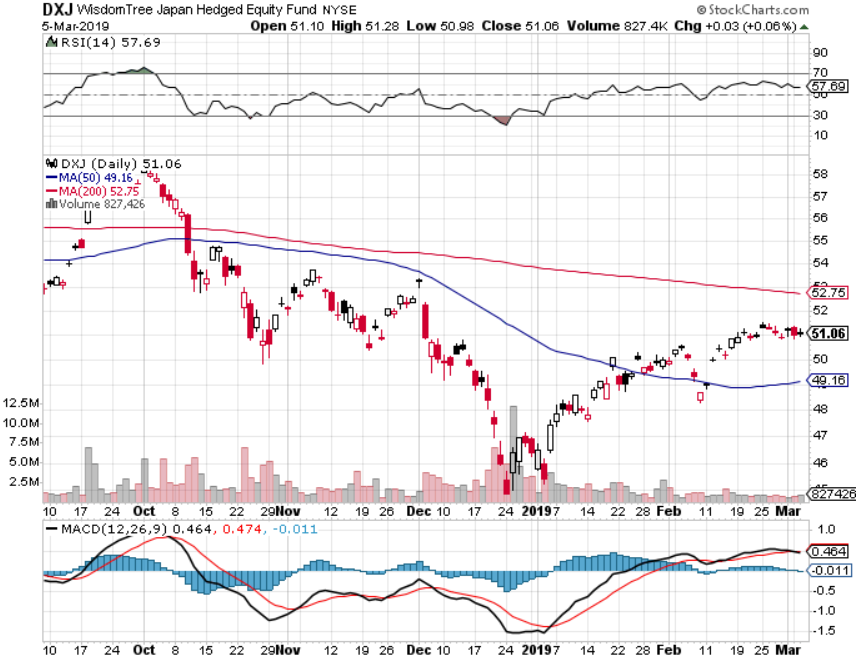 DXJ WisdomTree Japan Hedged Equity Fund NYSE © StockCharts.com
5-Mar-2019 Open 51.10 High 51.28 Low 50.98 Close 51.06 Volume 827.4K Chg +0.03 (+0.06%)
RSI(14) 57.69
90
70
57.69
50
30
10
DXJ (Daily) 51.06
MA(50) 49.16
MA(200) 52.75
Volume 827,426
58
57
56
55
54
52.75
52
51.06
50
49.16
48
47
46
827426
12.5M
10.0M
7.5M
5.0M
2.5M
10 17 24 Oct 8 15 22 29 Nov 12 19 26 Dec 10 17 24 2019 7 14 22 28 Feb 11 19 25 Mar
MACD(12,26,9) 0.464, 0.474, -0.011
1.0
0.464
-0.011
-0.5
-1.0
-1.5
10 17 24 Oct 8 15 22 29 Nov 12 19 26 Dec 10 17 24 2019 7 14 22 28 Feb 11 19 25 Mar